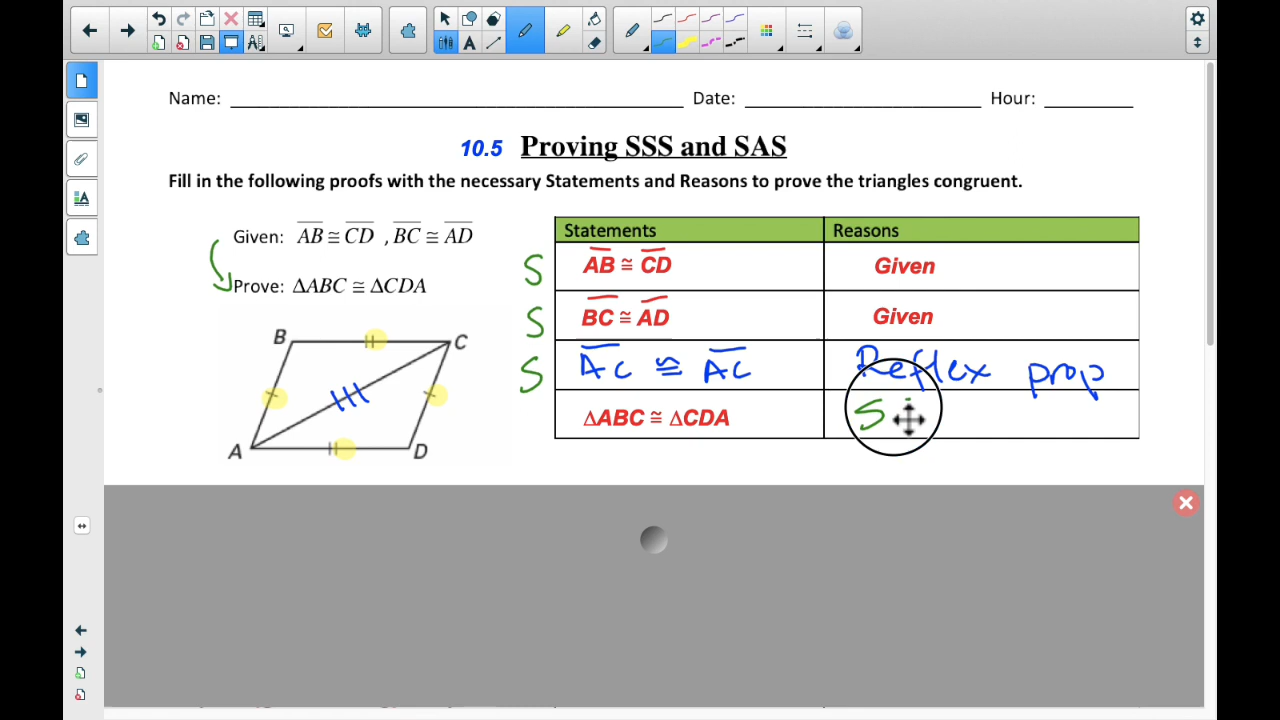 Name: Date: Hour:
10.5 Proving SSS and SAS
Fill in the following proofs with the necessary Statements and Reasons to prove the triangles congruent.
Given: AB ≅ CD , BC ≅ AD
Prove: ΔABC ≅ ΔCDA
B C
A D
Statements Reasons
S AB ≅ CD Given
S BC ≅ AD Given
S AC ≅ AC Reflex prop
ΔABC ≅ ΔCDA S